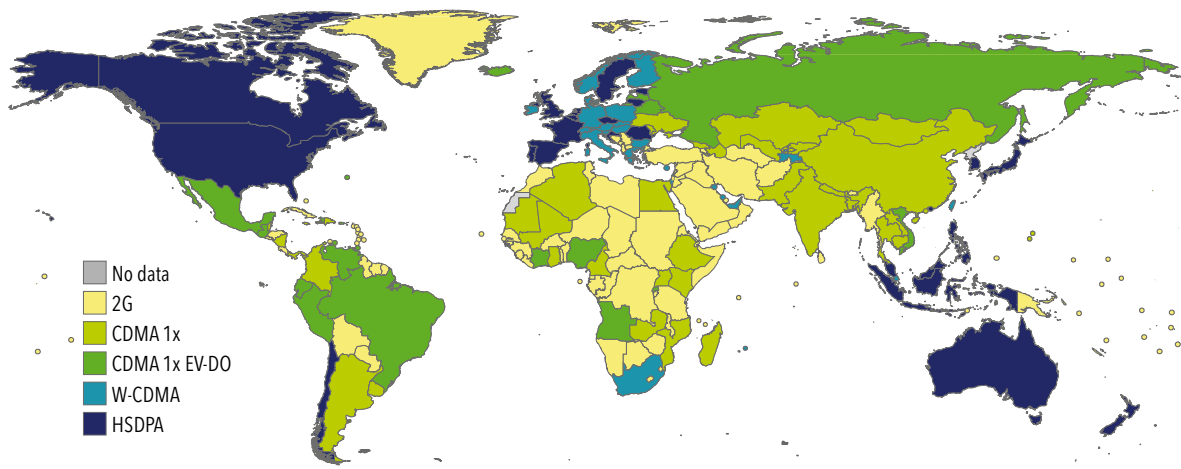 No data
2G
CDMA 1x
CDMA 1x EV-DO
W-CDMA
HSDPA